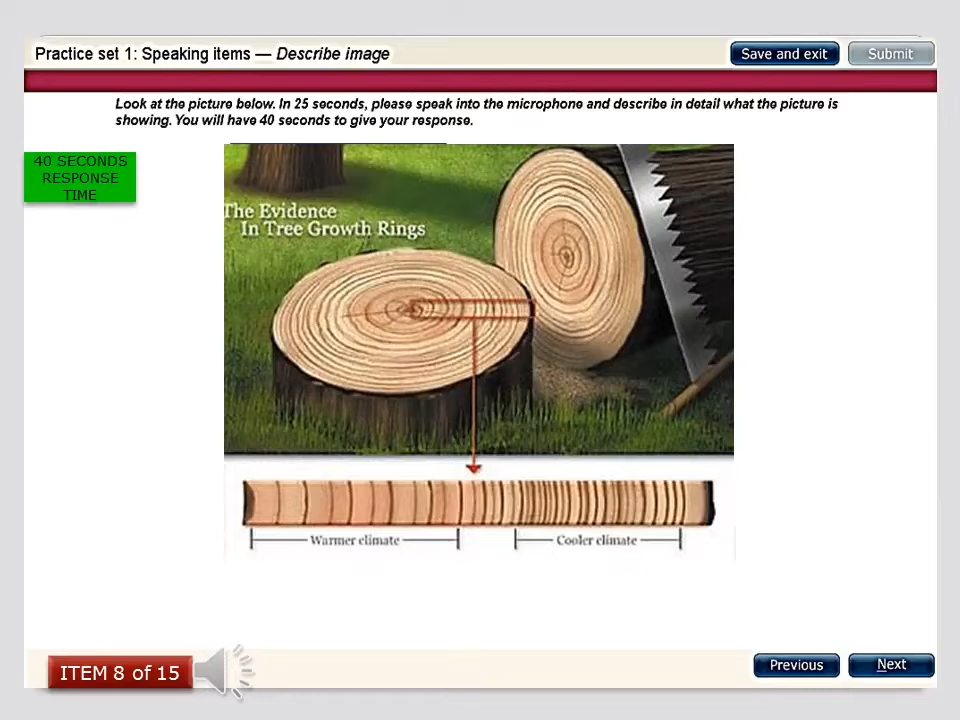 Practice set 1: Speaking items — Describe image
Save and exit
Submit
Look at the picture below. In 25 seconds, please speak into the microphone and describe in detail what the picture is
showing. You will have 40 seconds to give your response.
40 SECONDS
RESPONSE
TIME
The Evidence
In Tree Growth Rings
Warmer climate
Cooler climate
ITEM 8 of 15
Previous
Next